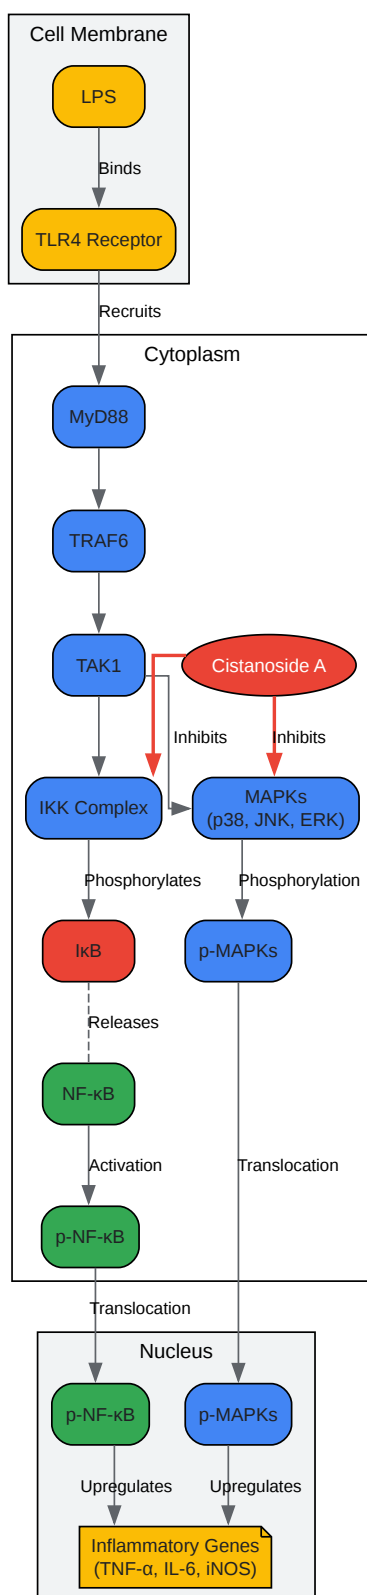 Cell Membrane
LPS
Binds
TLR4 Receptor
Recruits
Cytoplasm
MyD88
TRAF6
TAK1
Cistanoside A
Inhibits
Inhibits
IKK Complex
MAPKs
(p38, JNK, ERK)
Phosphorylates
Phosphorylation
IκB
p-MAPKs
Releases
NF-κB
Activation
Translocation
p-NF-κB
Translocation
Nucleus
p-NF-κB
p-MAPKs
Upregulates
Upregulates
Inflammatory Genes
(TNF-α, IL-6, iNOS)